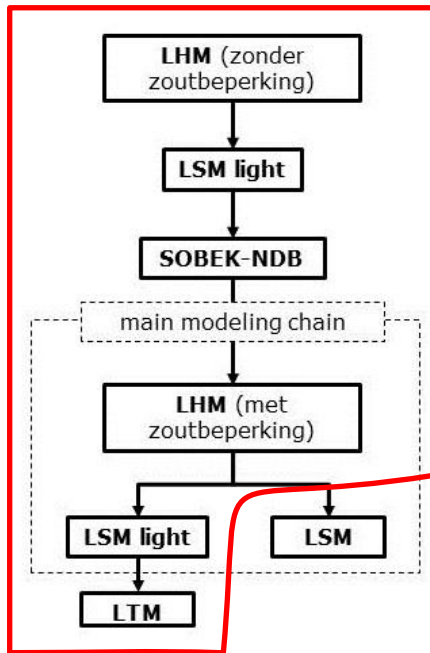 LHM (zonder
zoutbeperking)
LSM light
SOBEK-NDB
main modeling chain
LHM (met
zoutbeperking)
LSM light
LSM
LTM